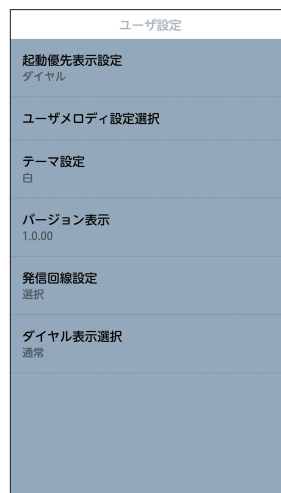 ユーザ設定
起動優先表示設定
ダイヤル
ユーザメロディ設定選択
テーマ設定
白
バージョン表示
1.0.00
発信回線設定
選択
ダイヤル表示選択
通常